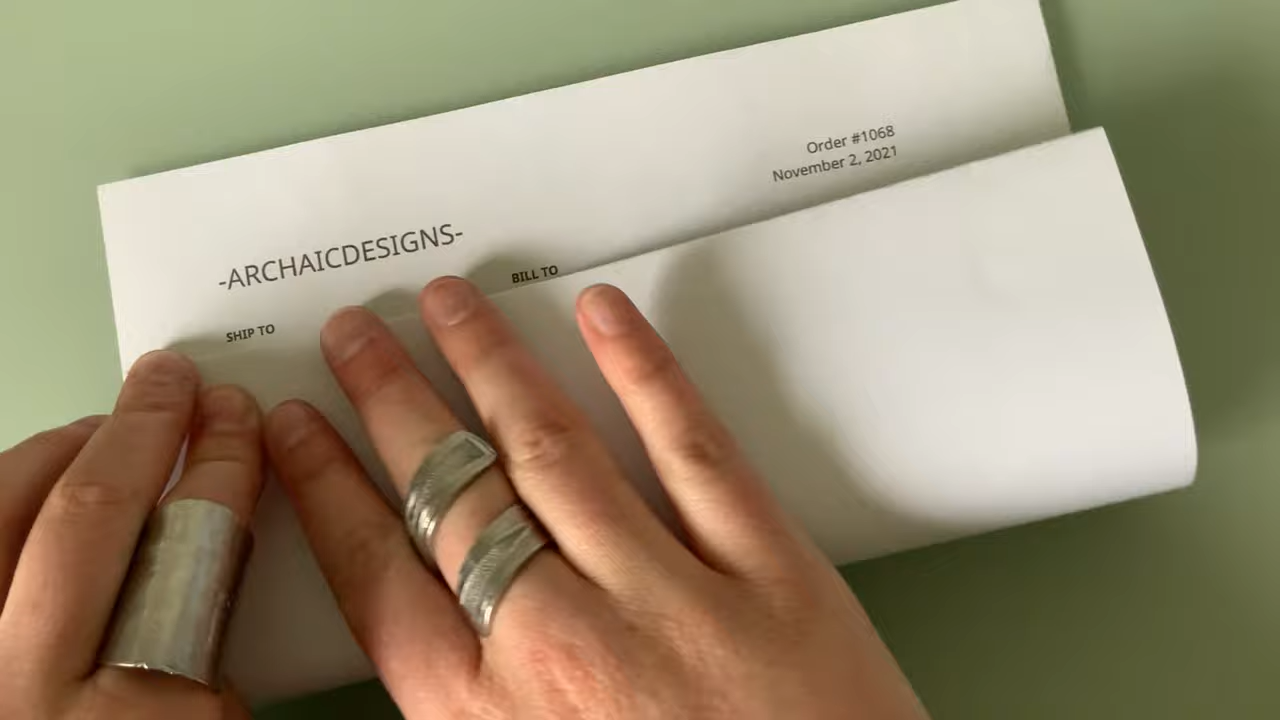 Order #1068
November 2, 2021
-ARCHAICDESIGNS-
SHIP TO
BILL TO